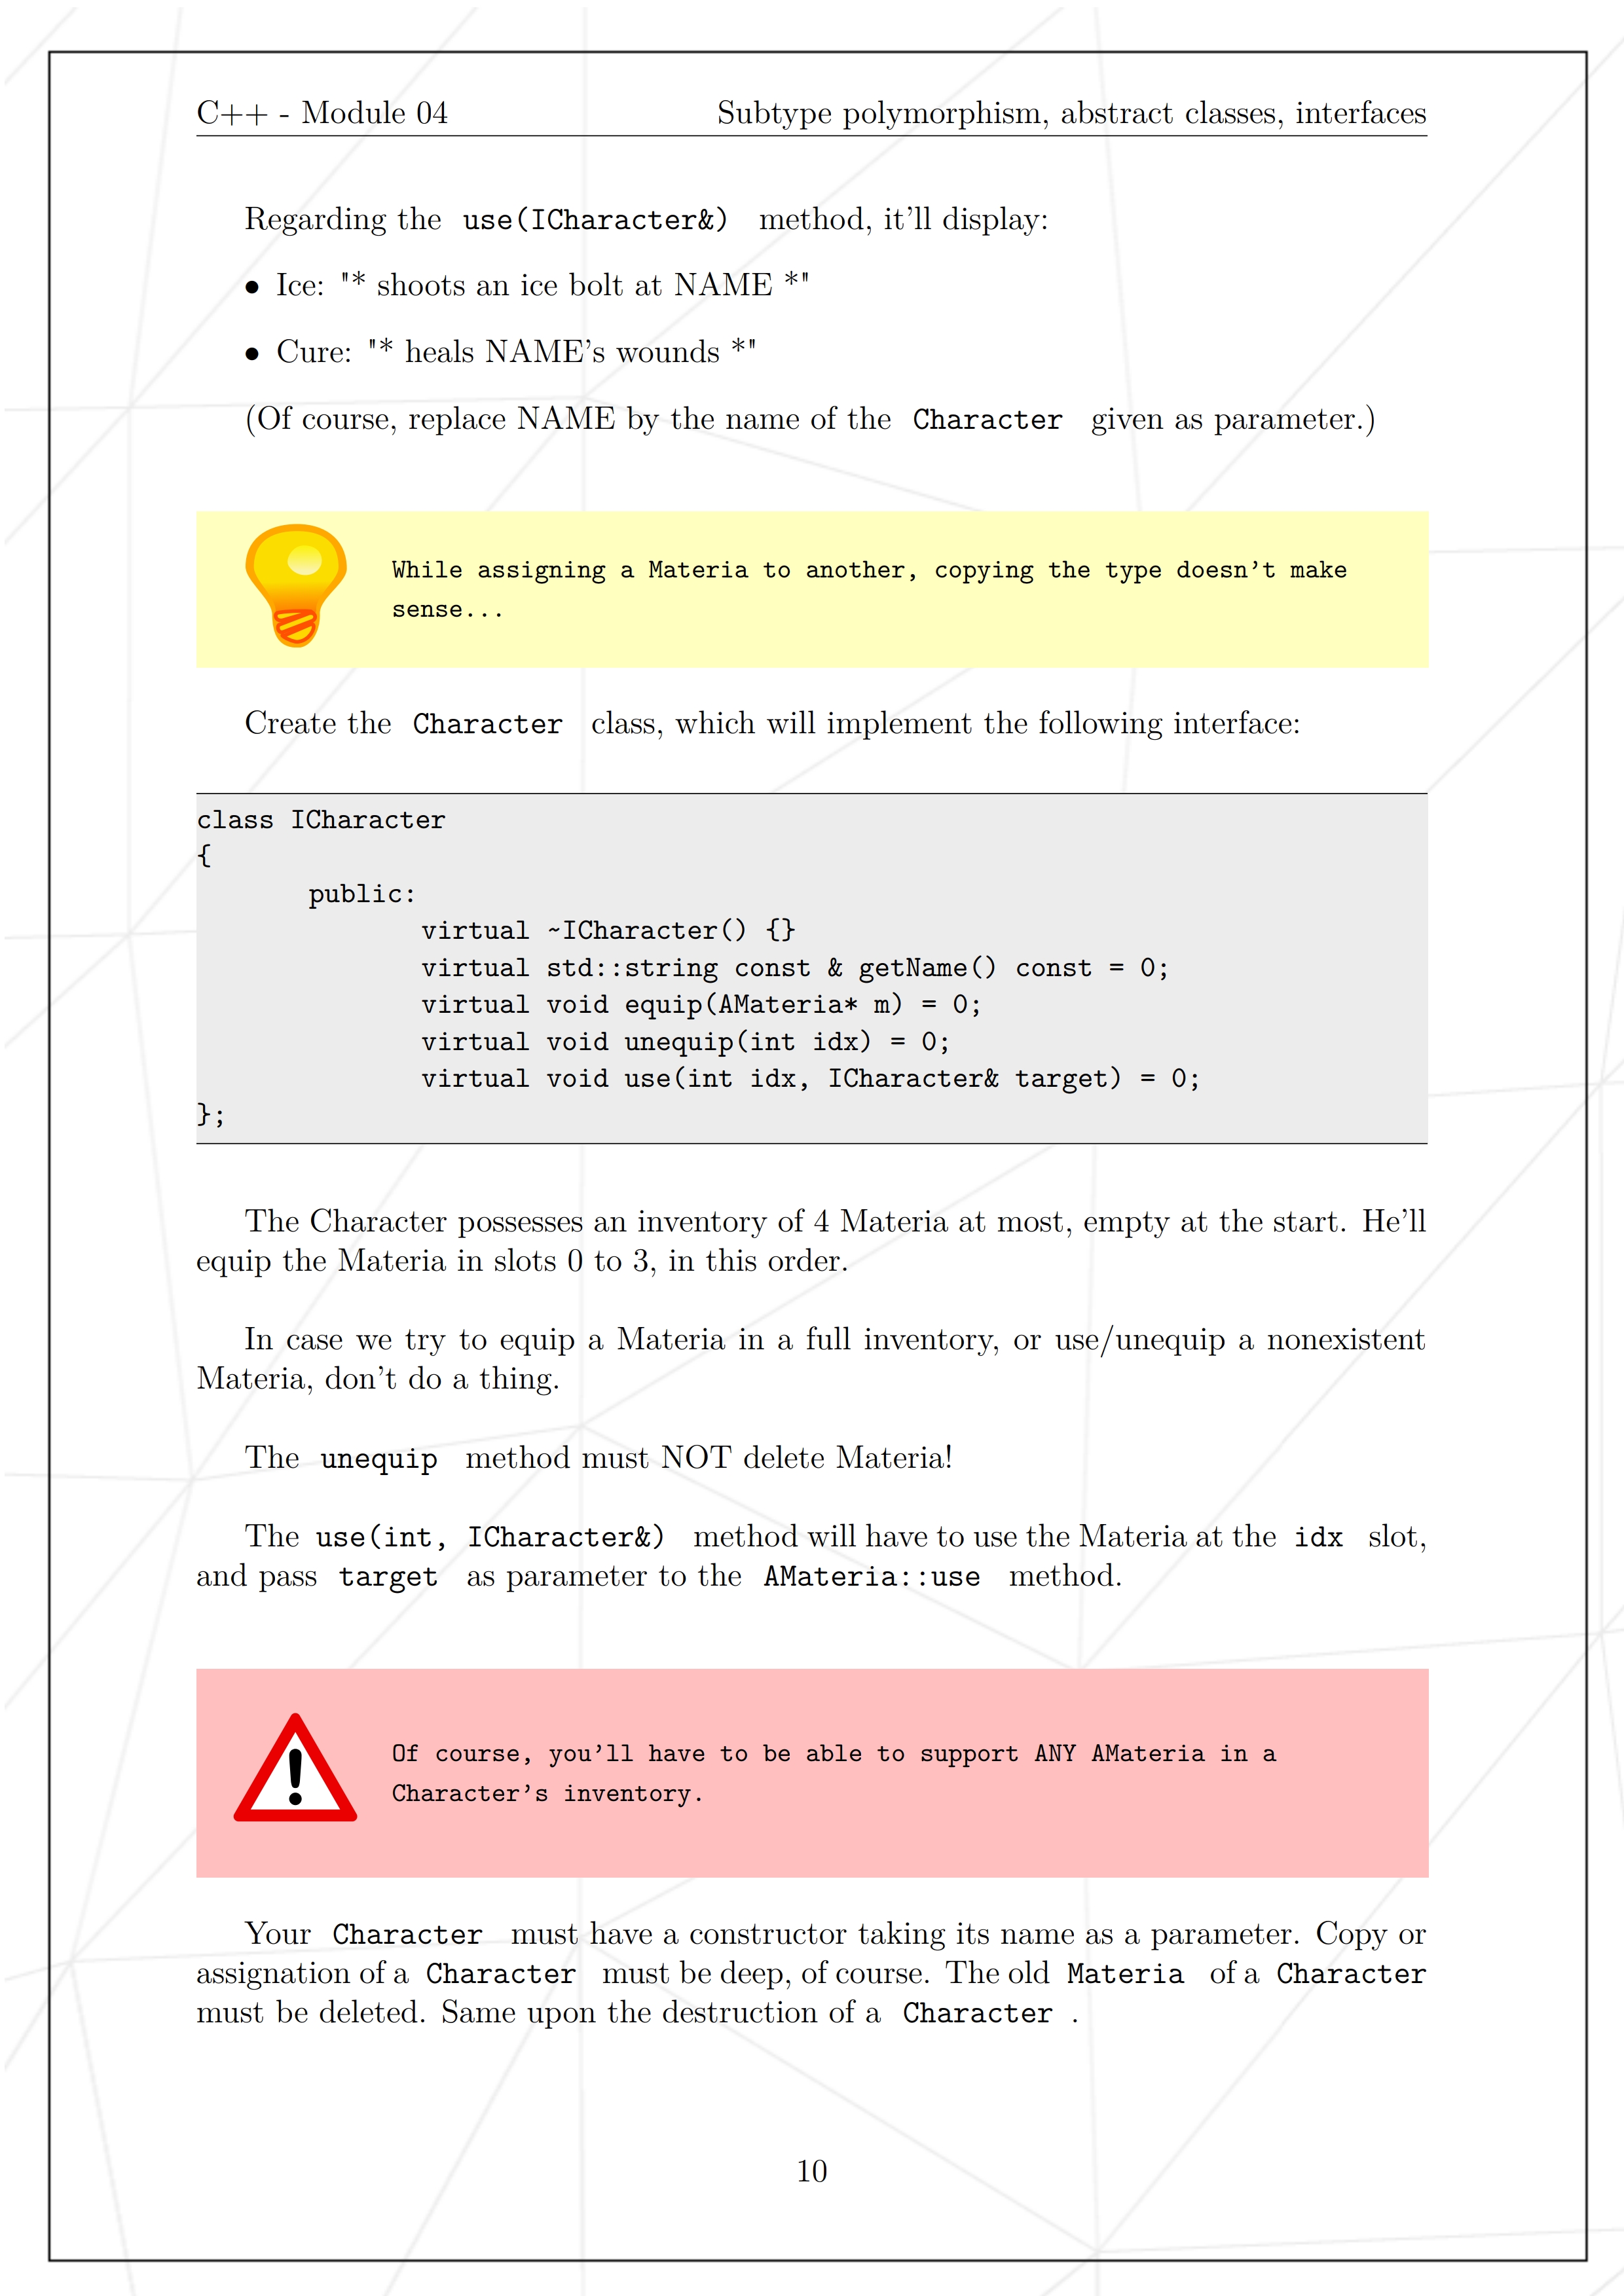 C++ - Module 04 Subtype polymorphism, abstract classes, interfaces
Regarding the use(ICharacter&) method, it'll display:
• Ice: "* shoots an ice bolt at NAME *"
• Cure: "* heals NAME's wounds *"
(Of course, replace NAME by the name of the Character given as parameter.)
While assigning a Materia to another, copying the type doesn't make
sense...
Create the Character class, which will implement the following interface:
class ICharacter
{
public:
virtual ~ICharacter() {}
virtual std::string const & getName() const = 0;
virtual void equip(AMateria* m) = 0;
virtual void unequip(int idx) = 0;
virtual void use(int idx, ICharacter& target) = 0;
};
The Character possesses an inventory of 4 Materia at most, empty at the start. He'll
equip the Materia in slots 0 to 3, in this order.
In case we try to equip a Materia in a full inventory, or use/unequip a nonexistent
Materia, don't do a thing.
The unequip method must NOT delete Materia!
The use(int, ICharacter&) method will have to use the Materia at the idx slot,
and pass target as parameter to the AMateria::use method.
Of course, you'll have to be able to support ANY AMateria in a
Character's inventory.
Your Character must have a constructor taking its name as a parameter. Copy or
assignation of a Character must be deep, of course. The old Materia of a Character
must be deleted. Same upon the destruction of a Character .
10